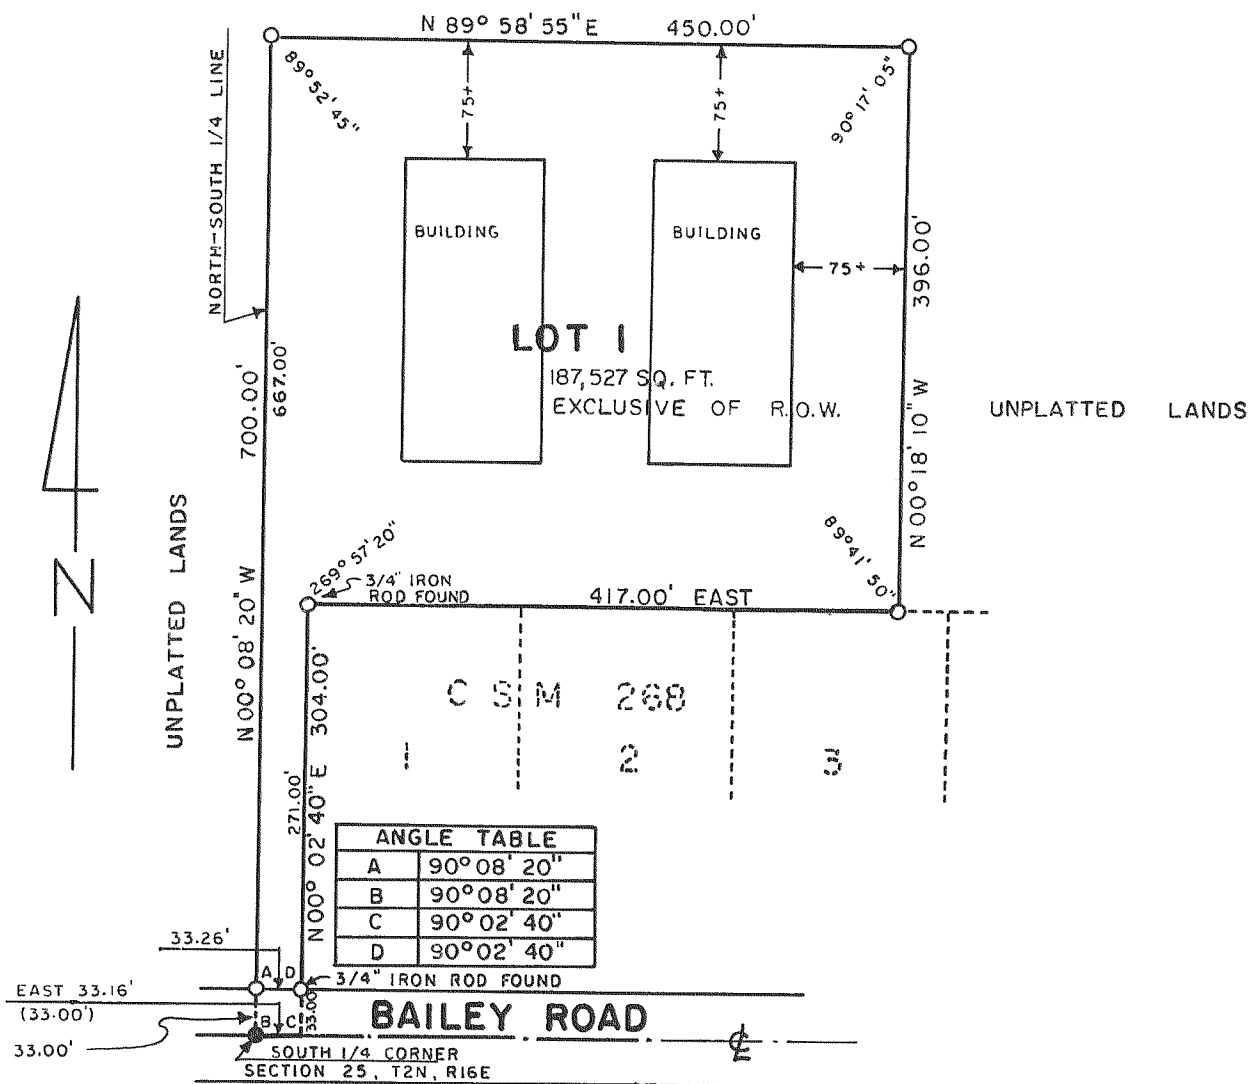 N 89° 58' 55" E 450.00'
89° 52' 45"
90° 17' 05"
NORTH-SOUTH 1/4 LINE
75+
75+
BUILDING
BUILDING
75+
396.00'
LOT 1
187,527 SQ. FT.
EXCLUSIVE OF R.O.W.
UNPLATTED LANDS
700.00'
667.00'
N 00° 18' 10" W
N
UNPLATTED LANDS
N 00° 08' 20" W
269° 57' 20"
89° 41' 50"
3/4" IRON
ROD FOUND
417.00' EAST
C S M 268
1 2 3
304.00'
271.00'
N 00° 02' 40" E
ANGLE TABLE
A 90° 08' 20"
B 90° 08' 20"
C 90° 02' 40"
D 90° 02' 40"
33.26'
A D
3/4" IRON ROD FOUND
EAST 33.16'
(33.00')
33.00'
B C
33.00'
BAILEY ROAD
SOUTH 1/4 CORNER
SECTION 25, T2N, R16E